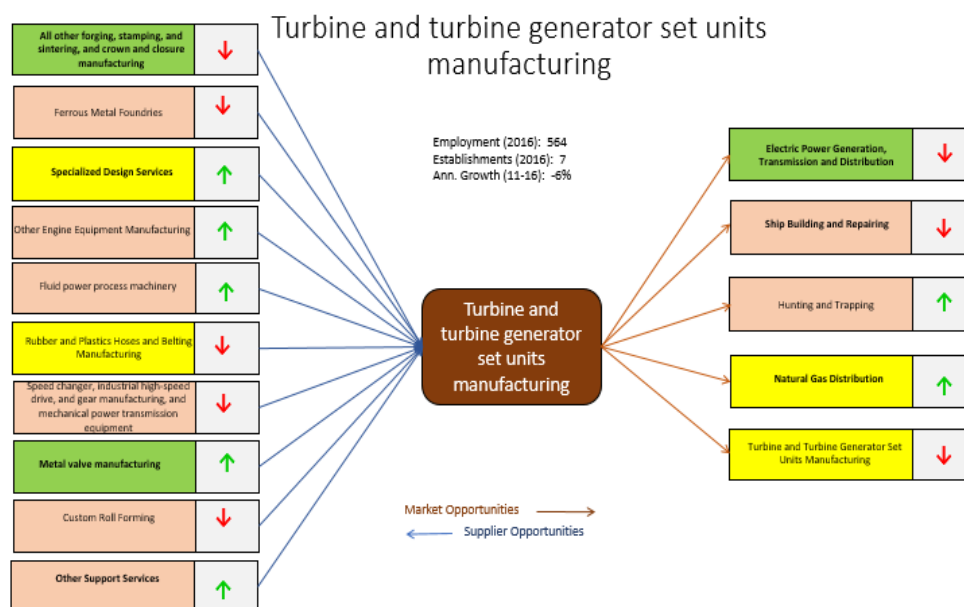 Turbine and turbine generator set units
manufacturing
All other forging, stamping, and
sintering, and crown and closure
manufacturing
Ferrous Metal Foundries
Specialized Design Services
Other Engine Equipment Manufacturing
Fluid power process machinery
Rubber and Plastics Hoses and Belting
Manufacturing
Speed changer, industrial high-speed
drive, and gear manufacturing, and
mechanical power transmission
equipment
Metal valve manufacturing
Custom Roll Forming
Other Support Services
Employment (2016): 564
Establishments (2016): 7
Ann. Growth (11-16): -6%
Turbine and
turbine generator
set units
manufacturing
Market Opportunities
Supplier Opportunities
Electric Power Generation,
Transmission and Distribution
Ship Building and Repairing
Hunting and Trapping
Natural Gas Distribution
Turbine and Turbine Generator Set
Units Manufacturing